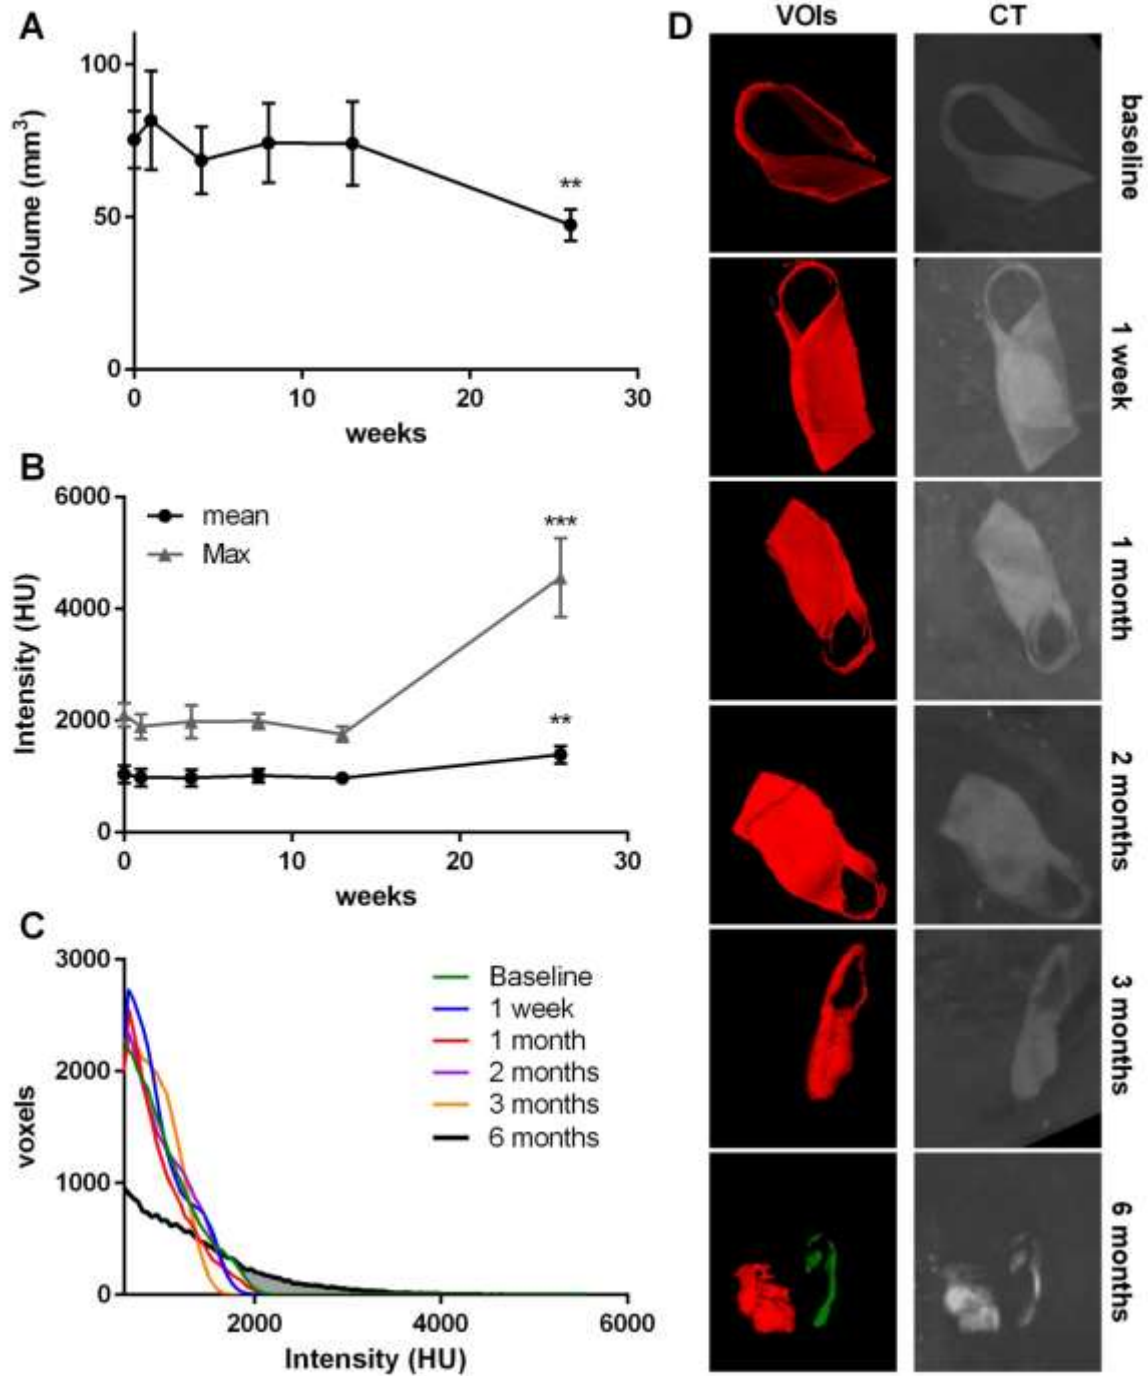 A
Volume (mm³)
100
50
0
0 10 20 30
weeks
**
B
Intensity (HU)
6000
4000
2000
0
mean
Max
***
**
0 10 20 30
weeks
C
voxels
3000
2000
1000
0
Baseline
1 week
1 month
2 months
3 months
6 months
2000 4000 6000
Intensity (HU)
D
VOIs CT
baseline
1 week
1 month
2 months
3 months
6 months